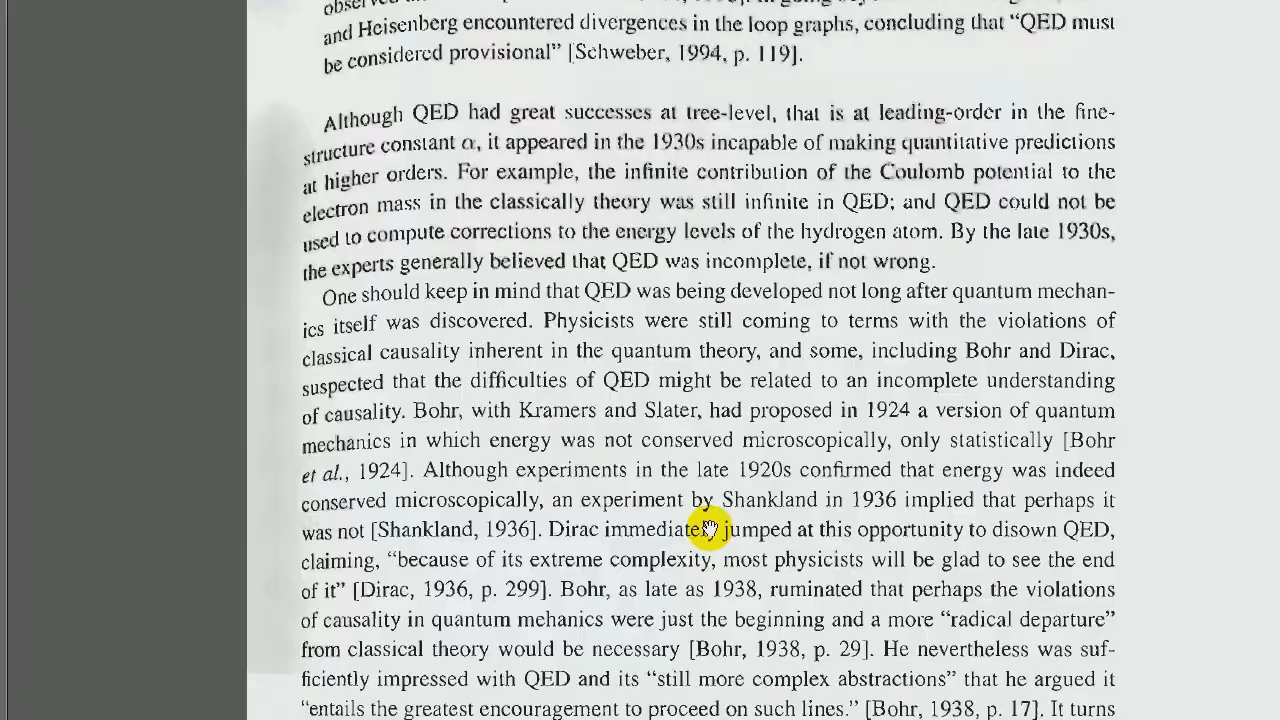 and Heisenberg encountered divergences in the loop graphs, concluding that “QED must
be considered provisional” [Schweber, 1994, p. 119].
Although QED had great successes at tree-level, that is at leading-order in the fine-
structure constant α, it appeared in the 1930s incapable of making quantitative predictions
at higher orders. For example, the infinite contribution of the Coulomb potential to the
electron mass in the classically theory was still infinite in QED; and QED could not be
used to compute corrections to the energy levels of the hydrogen atom. By the late 1930s,
the experts generally believed that QED was incomplete, if not wrong.
One should keep in mind that QED was being developed not long after quantum mechan-
ics itself was discovered. Physicists were still coming to terms with the violations of
classical causality inherent in the quantum theory, and some, including Bohr and Dirac,
suspected that the difficulties of QED might be related to an incomplete understanding
of causality. Bohr, with Kramers and Slater, had proposed in 1924 a version of quantum
mechanics in which energy was not conserved microscopically, only statistically [Bohr
et al., 1924]. Although experiments in the late 1920s confirmed that energy was indeed
conserved microscopically, an experiment by Shankland in 1936 implied that perhaps it
was not [Shankland, 1936]. Dirac immediately jumped at this opportunity to disown QED,
claiming, “because of its extreme complexity, most physicists will be glad to see the end
of it” [Dirac, 1936, p. 299]. Bohr, as late as 1938, ruminated that perhaps the violations
of causality in quantum mehanics were just the beginning and a more “radical departure”
from classical theory would be necessary [Bohr, 1938, p. 29]. He nevertheless was suf-
ficiently impressed with QED and its “still more complex abstractions” that he argued it
“entails the greatest encouragement to proceed on such lines.” [Bohr, 1938, p. 17]. It turns